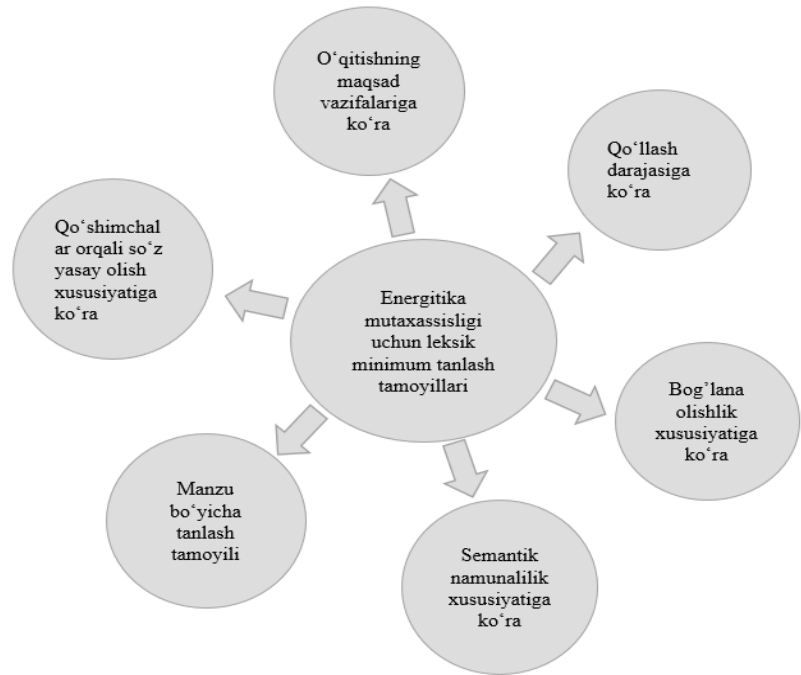 O‘qitishning
maqsad
vazifalariga
ko‘ra
Qo‘llash
darajasiga
ko‘ra
Qo‘shimchal
ar orqali so‘z
yasay olish
xususiyatiga
ko‘ra
Energitika
mutaxassisligi
uchun leksik
minimum tanlash
tamoyillari
Bog’lana
olishlik
xususiyatiga
ko‘ra
Manzu
bo‘yicha
tanlash
tamoyili
Semantik
namunalilik
xususiyatiga
ko‘ra